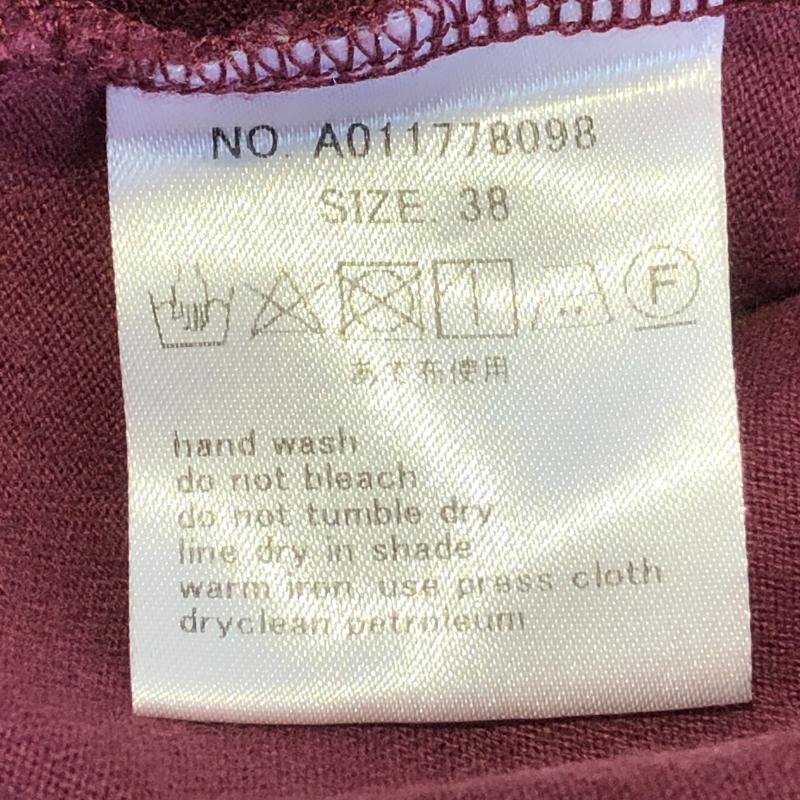 NO. A011778098
SIZE. 38
F
あて布使用
hand wash
do not bleach
do not tumble dry
line dry in shade
warm iron, use press cloth
dryclean petroleum